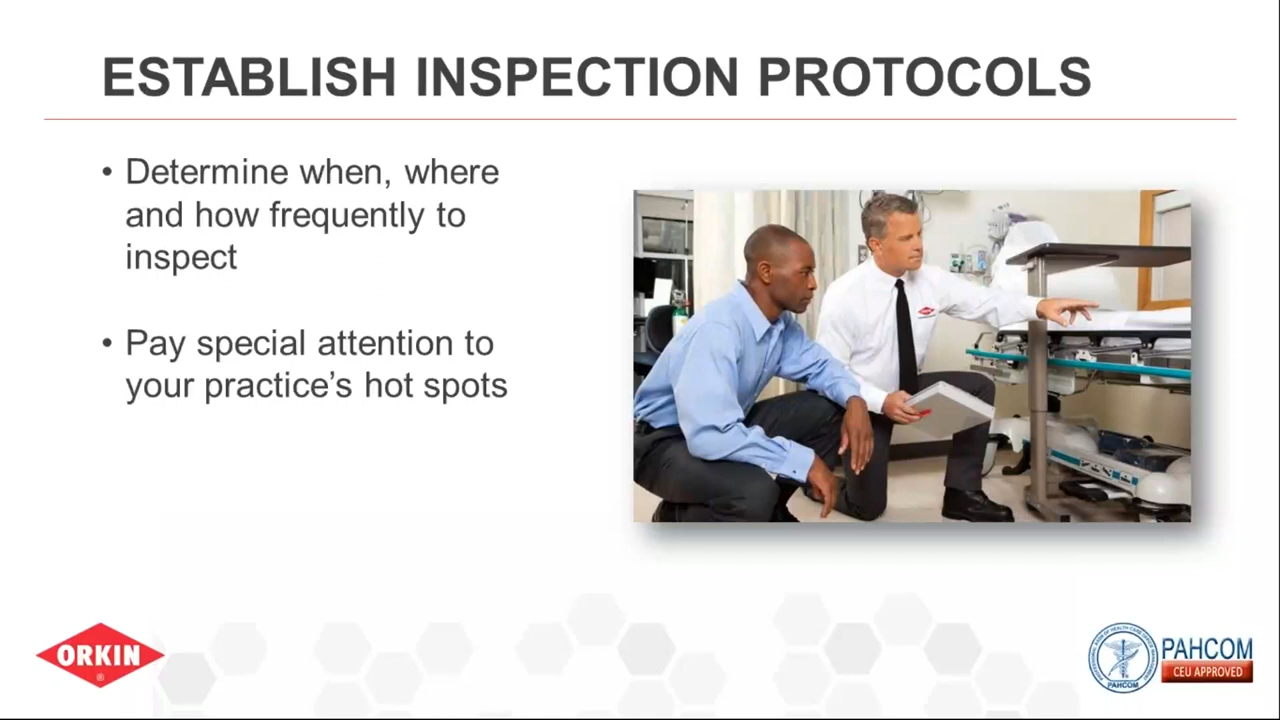 ESTABLISH INSPECTION PROTOCOLS
• Determine when, where
and how frequently to
inspect
• Pay special attention to
your practice’s hot spots
ORKIN
®
PAHCOM
CEU APPROVED
PAHCOM